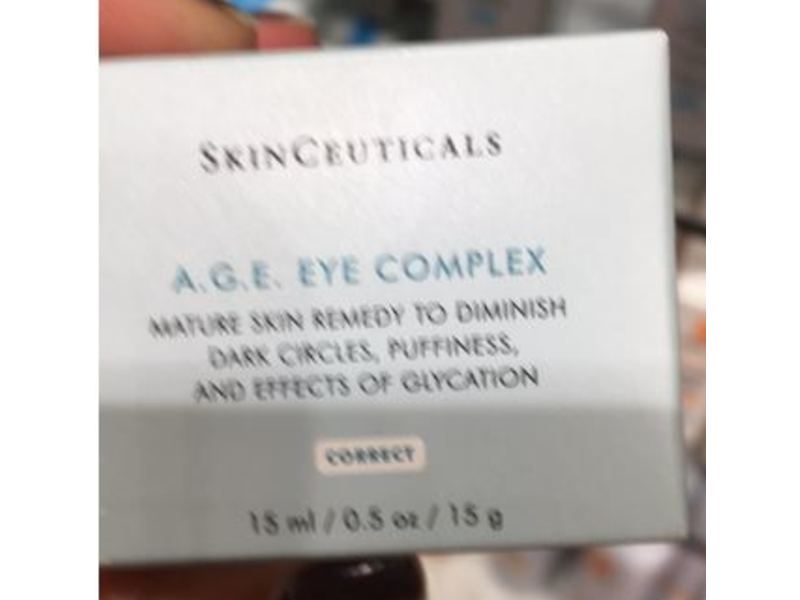 SKINCEUTICALS
A.G.E. EYE COMPLEX
MATURE SKIN REMEDY TO DIMINISH
DARK CIRCLES, PUFFINESS,
AND EFFECTS OF GLYCATION
CORRECT
15 ml / 0.5 oz / 15 g